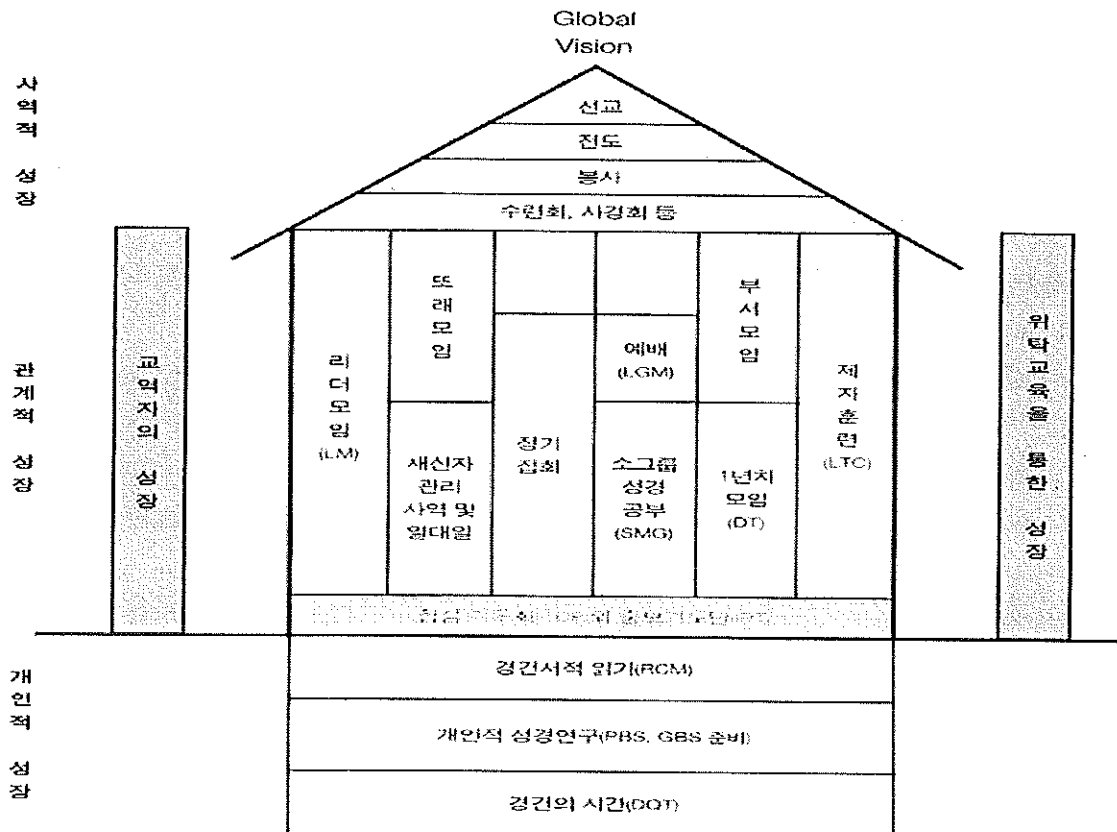 Global
Vision
사역적 성장
선교
전도
봉사
수련회, 사경회 등
관계적 성장
교역자의 성장
리더모임
(LM)
또래모임
새신자
관리
사역 및
일대일
정기
집회
예배
(LGM)
소그룹
성경
공부
(SMG)
부서모임
1년차
모임
(DT)
제자훈련
(LTC)
위탁교육을 통한 성장
개인적 성장
경건서적 읽기(RCM)
개인적 성경연구(PBS, GBS 준비)
경건의 시간(DQT)